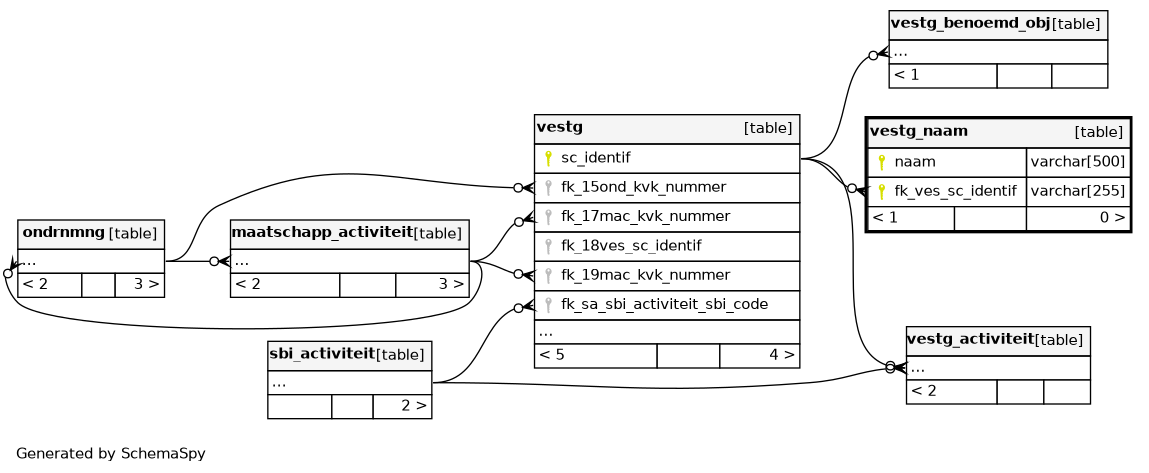 vestg_benoemd_obj [table]
...
< 1
vestg [table]
sc_identif
fk_15ond_kvk_nummer
fk_17mac_kvk_nummer
fk_18ves_sc_identif
fk_19mac_kvk_nummer
fk_sa_sbi_activiteit_sbi_code
...
< 5 4 >
vestg_naam [table]
naam varchar[500]
fk_ves_sc_identif varchar[255]
< 1 0 >
ondrnmng [table]
...
< 2 3 >
maatschapp_activiteit [table]
...
< 2 3 >
sbi_activiteit [table]
...
2 >
vestg_activiteit [table]
...
< 2
Generated by SchemaSpy